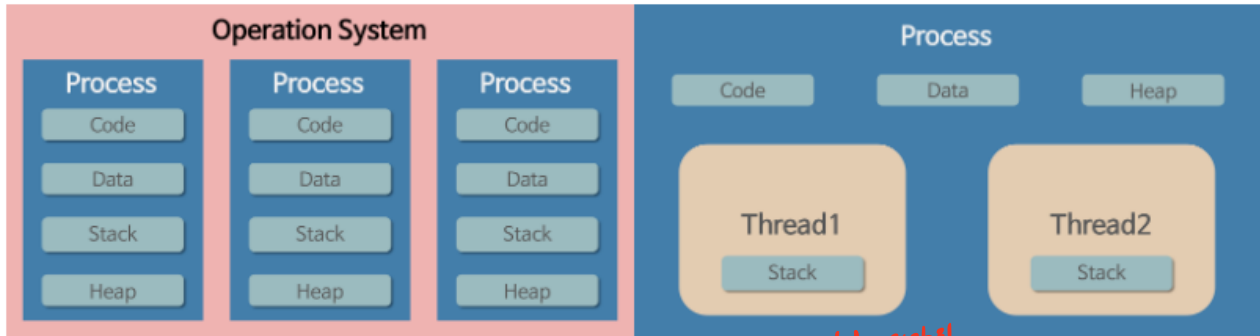 Operation System
Process
Code
Data
Stack
Heap
Process
Code
Data
Stack
Heap
Process
Code
Data
Stack
Heap
Process
Code Data Heap
Thread1
Stack
Thread2
Stack